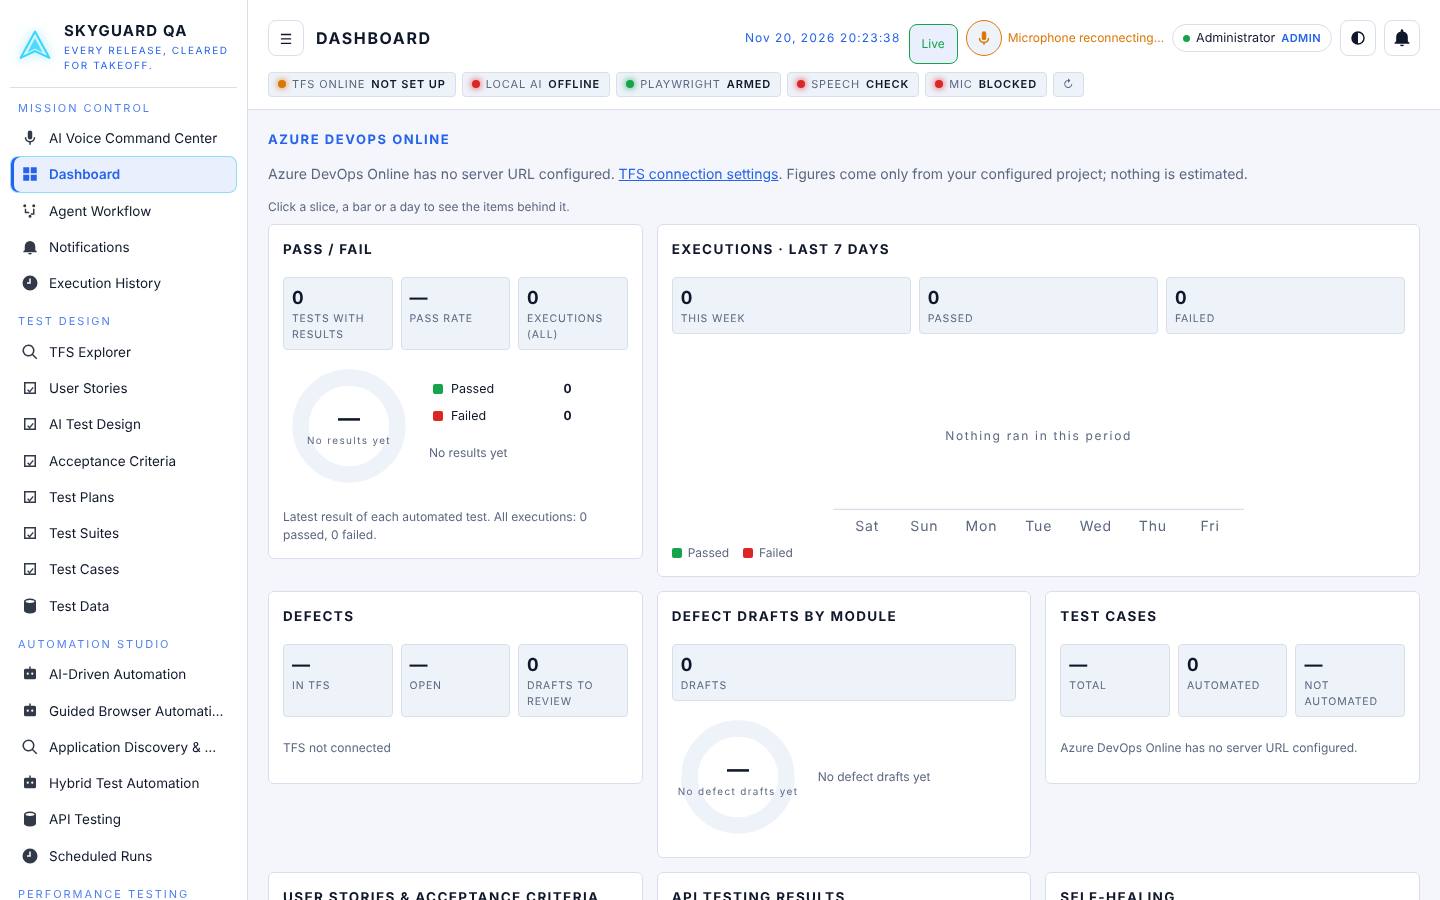 SKYGUARD QA
EVERY RELEASE, CLEARED
FOR TAKEOFF.
MISSION CONTROL
AI Voice Command Center
Dashboard
Agent Workflow
Notifications
Execution History
TEST DESIGN
TFS Explorer
User Stories
AI Test Design
Acceptance Criteria
Test Plans
Test Suites
Test Cases
Test Data
AUTOMATION STUDIO
AI-Driven Automation
Guided Browser Automati...
Application Discovery & ...
Hybrid Test Automation
API Testing
Scheduled Runs
PERFORMANCE TESTING
DASHBOARD
Nov 20, 2026 20:23:38
Live
Microphone reconnecting...
Administrator ADMIN
TFS ONLINE NOT SET UP
LOCAL AI OFFLINE
PLAYWRIGHT ARMED
SPEECH CHECK
MIC BLOCKED
AZURE DEVOPS ONLINE
Azure DevOps Online has no server URL configured. TFS connection settings. Figures come only from your configured project; nothing is estimated.
Click a slice, a bar or a day to see the items behind it.
PASS / FAIL
0
TESTS WITH
RESULTS
—
PASS RATE
0
EXECUTIONS
(ALL)
—
No results yet
Passed 0
Failed 0
No results yet
Latest result of each automated test. All executions: 0
passed, 0 failed.
EXECUTIONS · LAST 7 DAYS
0
THIS WEEK
0
PASSED
0
FAILED
Nothing ran in this period
Sat Sun Mon Tue Wed Thu Fri
Passed Failed
DEFECTS
—
IN TFS
—
OPEN
0
DRAFTS TO
REVIEW
TFS not connected
DEFECT DRAFTS BY MODULE
0
DRAFTS
—
No defect drafts yet
No defect drafts yet
TEST CASES
—
TOTAL
0
AUTOMATED
—
NOT
AUTOMATED
Azure DevOps Online has no server URL configured.
USER STORIES & ACCEPTANCE CRITERIA
API TESTING RESULTS
SELF-HEALING